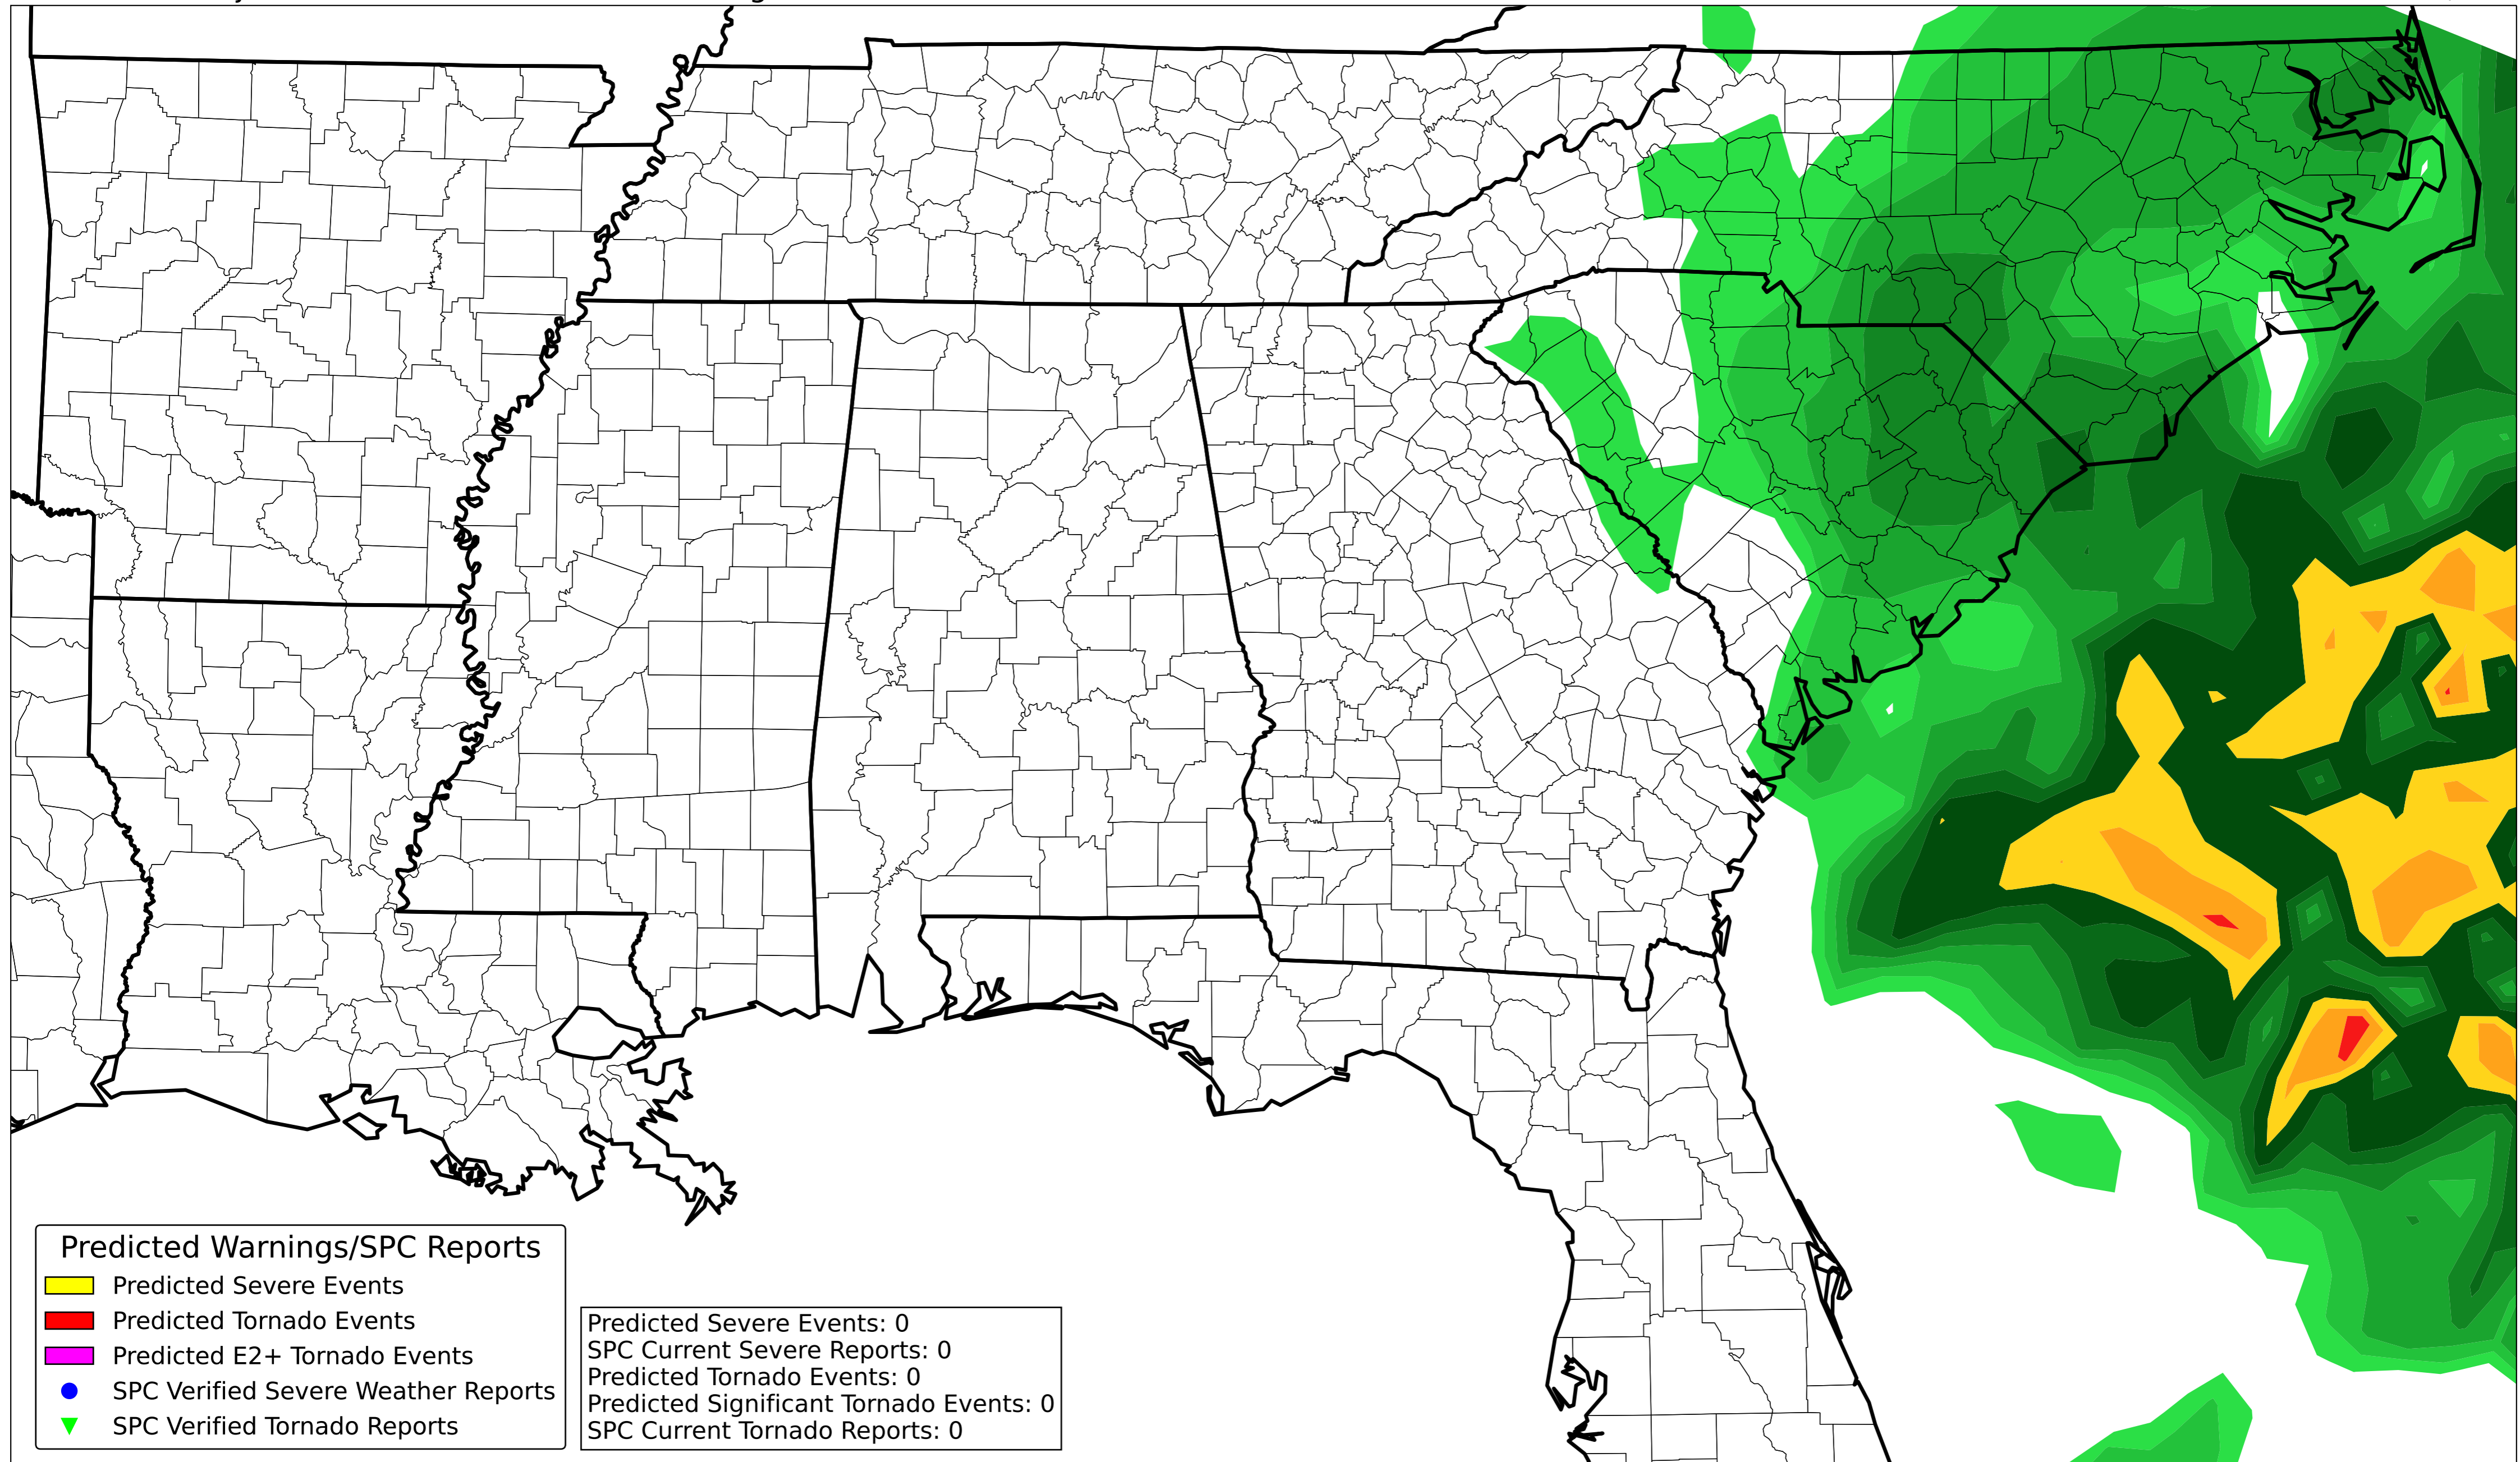 Predicted Warnings/SPC Reports
Predicted Severe Events
Predicted Tornado Events
Predicted E2+ Tornado Events
SPC Verified Severe Weather Reports
SPC Verified Tornado Reports
Predicted Severe Events: 0
SPC Current Severe Reports: 0
Predicted Tornado Events: 0
Predicted Significant Tornado Events: 0
SPC Current Tornado Reports: 0